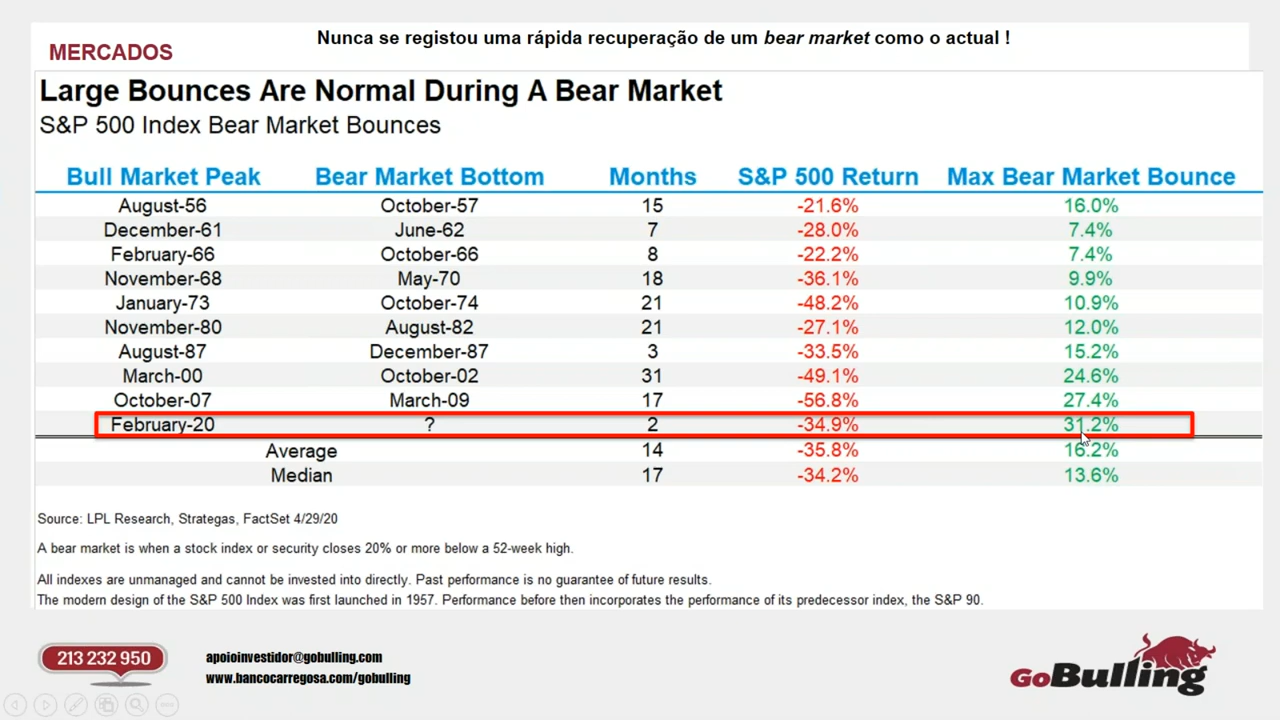 MERCADOS
Nunca se registou uma rápida recuperação de um bear market como o actual !
Large Bounces Are Normal During A Bear Market
S&P 500 Index Bear Market Bounces
Bull Market Peak Bear Market Bottom Months S&P 500 Return Max Bear Market Bounce
August-56 October-57 15 -21.6% 16.0%
December-61 June-62 7 -28.0% 7.4%
February-66 October-66 8 -22.2% 7.4%
November-68 May-70 18 -36.1% 9.9%
January-73 October-74 21 -48.2% 10.9%
November-80 August-82 21 -27.1% 12.0%
August-87 December-87 3 -33.5% 15.2%
March-00 October-02 31 -49.1% 24.6%
October-07 March-09 17 -56.8% 27.4%
February-20 ? 2 -34.9% 31.2%
Average 14 -35.8% 16.2%
Median 17 -34.2% 13.6%
Source: LPL Research, Strategas, FactSet 4/29/20
A bear market is when a stock index or security closes 20% or more below a 52-week high.
All indexes are unmanaged and cannot be invested into directly. Past performance is no guarantee of future results.
The modern design of the S&P 500 Index was first launched in 1957. Performance before then incorporates the performance of its predecessor index, the S&P 90.
213 232 950
apoioinvestidor@gobulling.com
www.bancocarregosa.com/gobulling
GoBulling